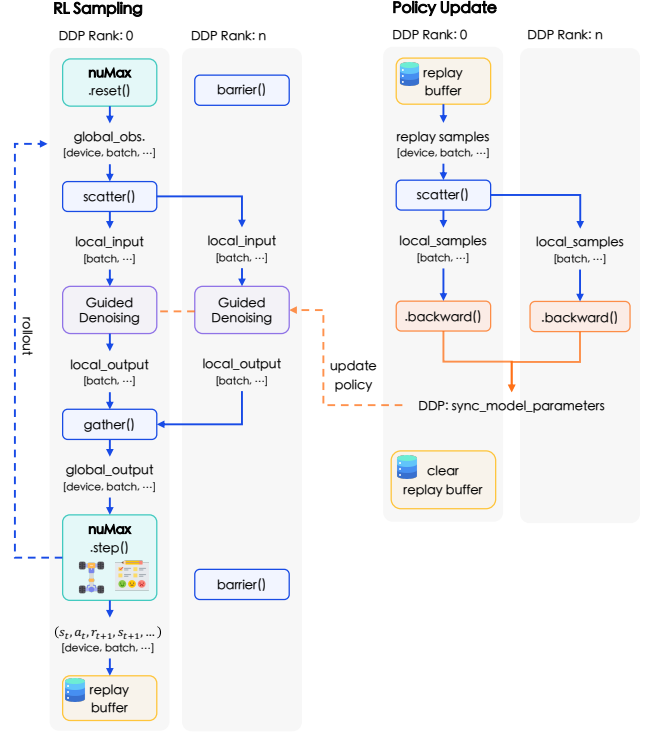 RL Sampling
DDP Rank: 0
DDP Rank: n
nuMax
.reset()
barrier()
global_obs.
[device, batch, ...]
scatter()
local_input
[batch, ...]
local_input
[batch, ...]
Guided
Denoising
Guided
Denoising
rollout
local_output
[batch, ...]
local_output
[batch, ...]
gather()
global_output
[device, batch, ...]
nuMax
.step()
barrier()
(s_t, a_t, r_{t+1}, s_{t+1}, ...)
[device, batch, ...]
replay
buffer
Policy Update
DDP Rank: 0
DDP Rank: n
replay
buffer
replay samples
[device, batch, ...]
scatter()
local_samples
[batch, ...]
local_samples
[batch, ...]
.backward()
.backward()
update
policy
DDP: sync_model_parameters
clear
replay buffer